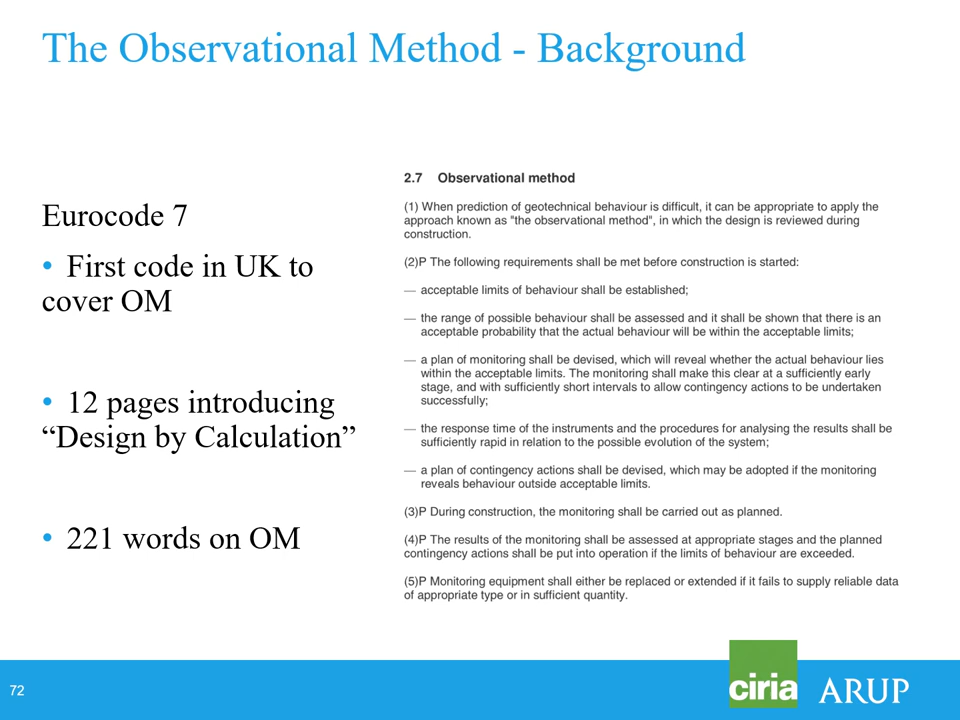 The Observational Method - Background
Eurocode 7
• First code in UK to
cover OM
• 12 pages introducing
“Design by Calculation”
• 221 words on OM
2.7 Observational method
(1) When prediction of geotechnical behaviour is difficult, it can be appropriate to apply the
approach known as "the observational method", in which the design is reviewed during
construction.
(2)P The following requirements shall be met before construction is started:
— acceptable limits of behaviour shall be established;
— the range of possible behaviour shall be assessed and it shall be shown that there is an
acceptable probability that the actual behaviour will be within the acceptable limits;
— a plan of monitoring shall be devised, which will reveal whether the actual behaviour lies
within the acceptable limits. The monitoring shall make this clear at a sufficiently early
stage, and with sufficiently short intervals to allow contingency actions to be undertaken
successfully;
— the response time of the instruments and the procedures for analysing the results shall be
sufficiently rapid in relation to the possible evolution of the system;
— a plan of contingency actions shall be devised, which may be adopted if the monitoring
reveals behaviour outside acceptable limits.
(3)P During construction, the monitoring shall be carried out as planned.
(4)P The results of the monitoring shall be assessed at appropriate stages and the planned
contingency actions shall be put into operation if the limits of behaviour are exceeded.
(5)P Monitoring equipment shall either be replaced or extended if it fails to supply reliable data
of appropriate type or in sufficient quantity.
72
ciria
ARUP